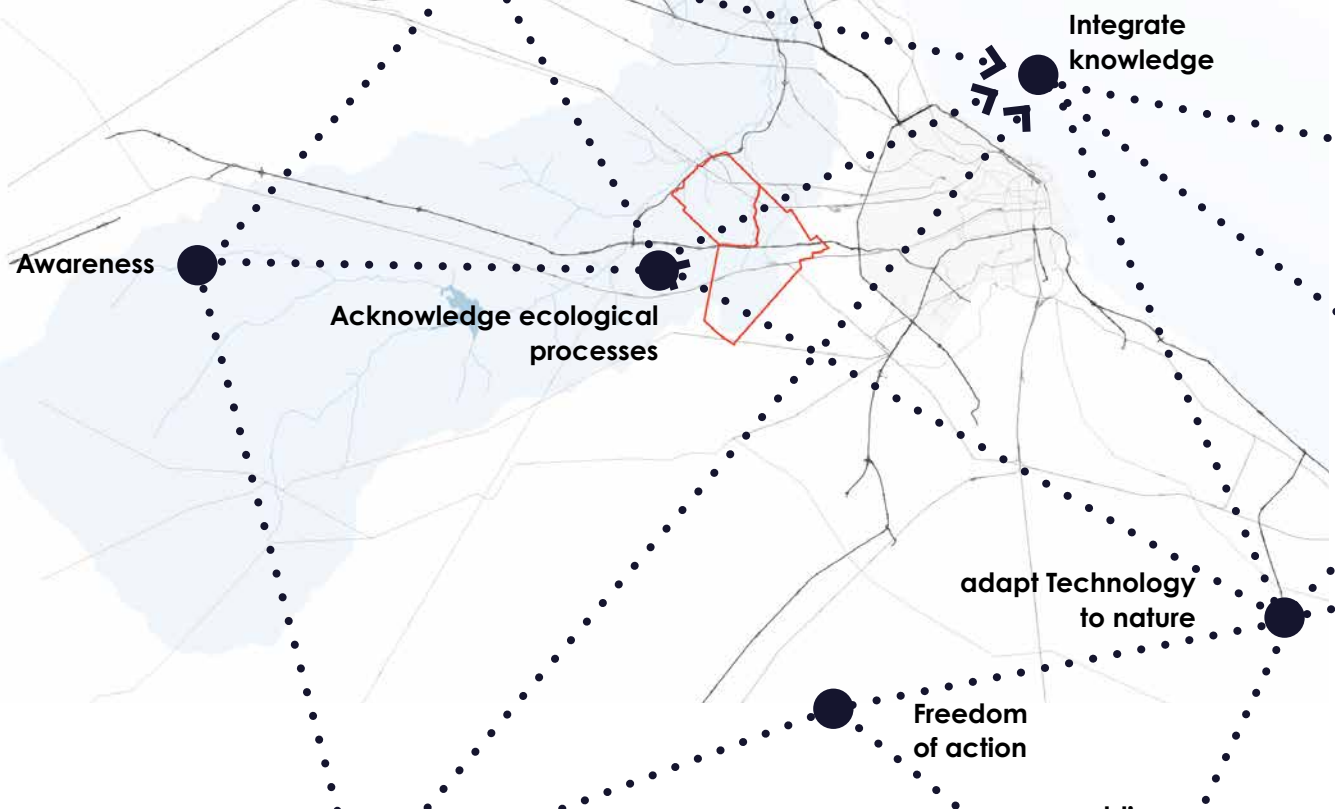 Integrate
knowledge
Awareness
Acknowledge ecological
processes
adapt Technology
to nature
Freedom
of action